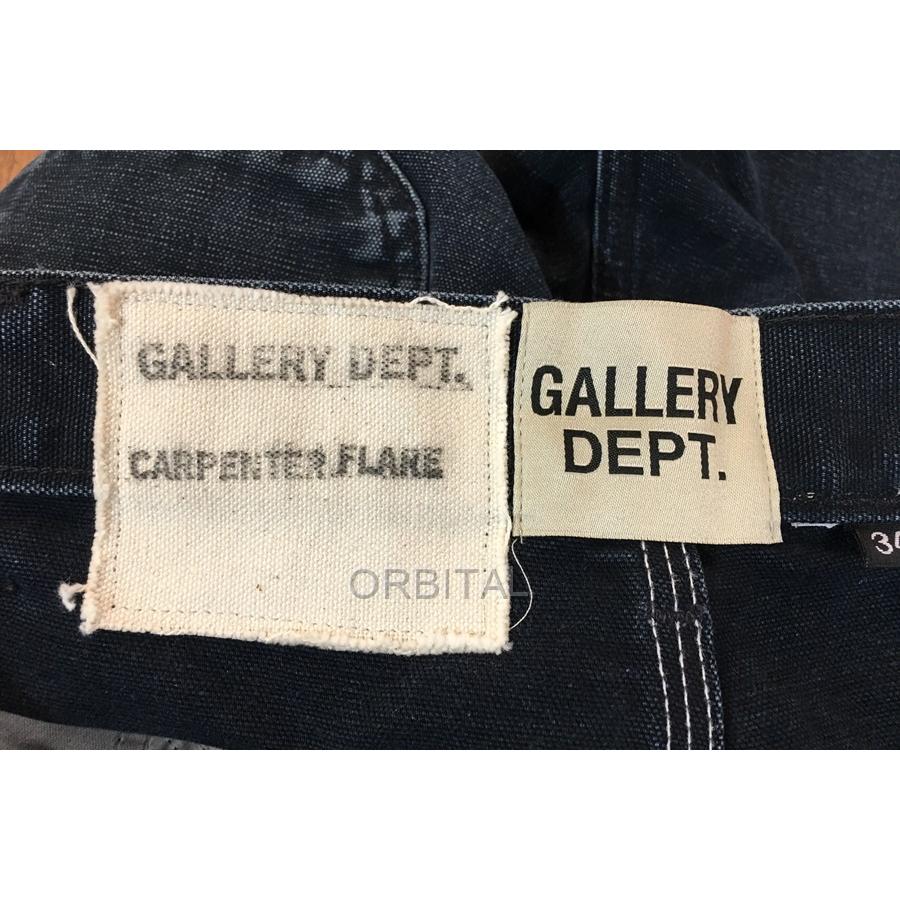 GALLERY DEPT.
CARPENTER FLARE
GALLERY
DEPT.
ORBITAL